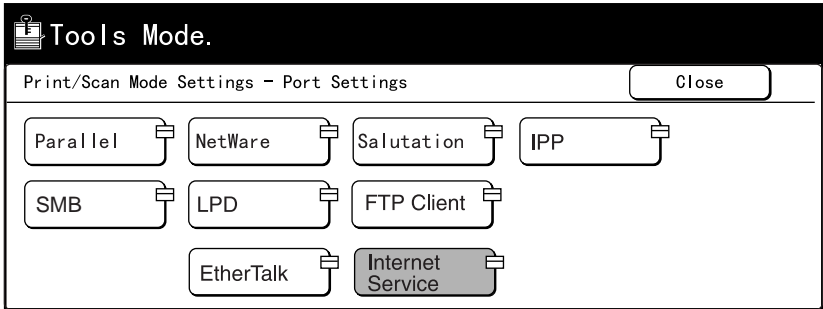 Tools Mode.
Print/Scan Mode Settings - Port Settings
Close
Parallel
NetWare
Salutation
IPP
SMB
LPD
FTP Client
EtherTalk
Internet
Service